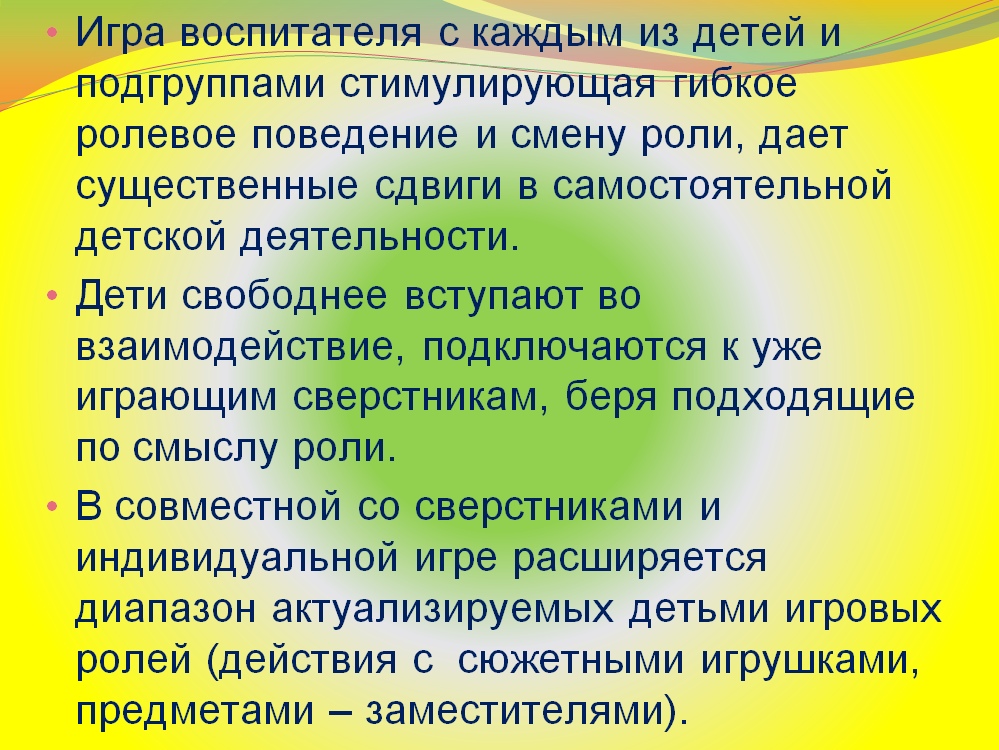 • Игра воспитателя с каждым из детей и
подгруппами стимулирующая гибкое
ролевое поведение и смену роли, дает
существенные сдвиги в самостоятельной
детской деятельности.
• Дети свободнее вступают во
взаимодействие, подключаются к уже
играющим сверстникам, беря подходящие
по смыслу роли.
• В совместной со сверстниками и
индивидуальной игре расширяется
диапазон актуализируемых детьми игровых
ролей (действия с сюжетными игрушками,
предметами – заместителями).